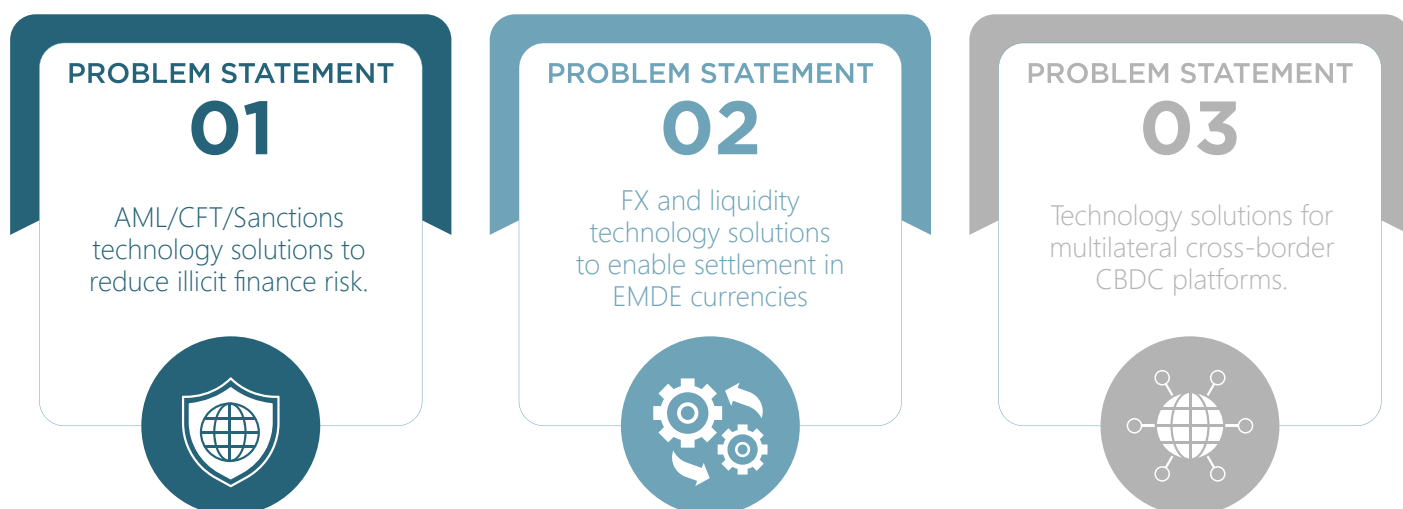 PROBLEM STATEMENT
01
AML/CFT/Sanctions
technology solutions to
reduce illicit finance risk.
PROBLEM STATEMENT
02
FX and liquidity
technology solutions
to enable settlement in
EMDE currencies
PROBLEM STATEMENT
03
Technology solutions for
multilateral cross-border
CBDC platforms.